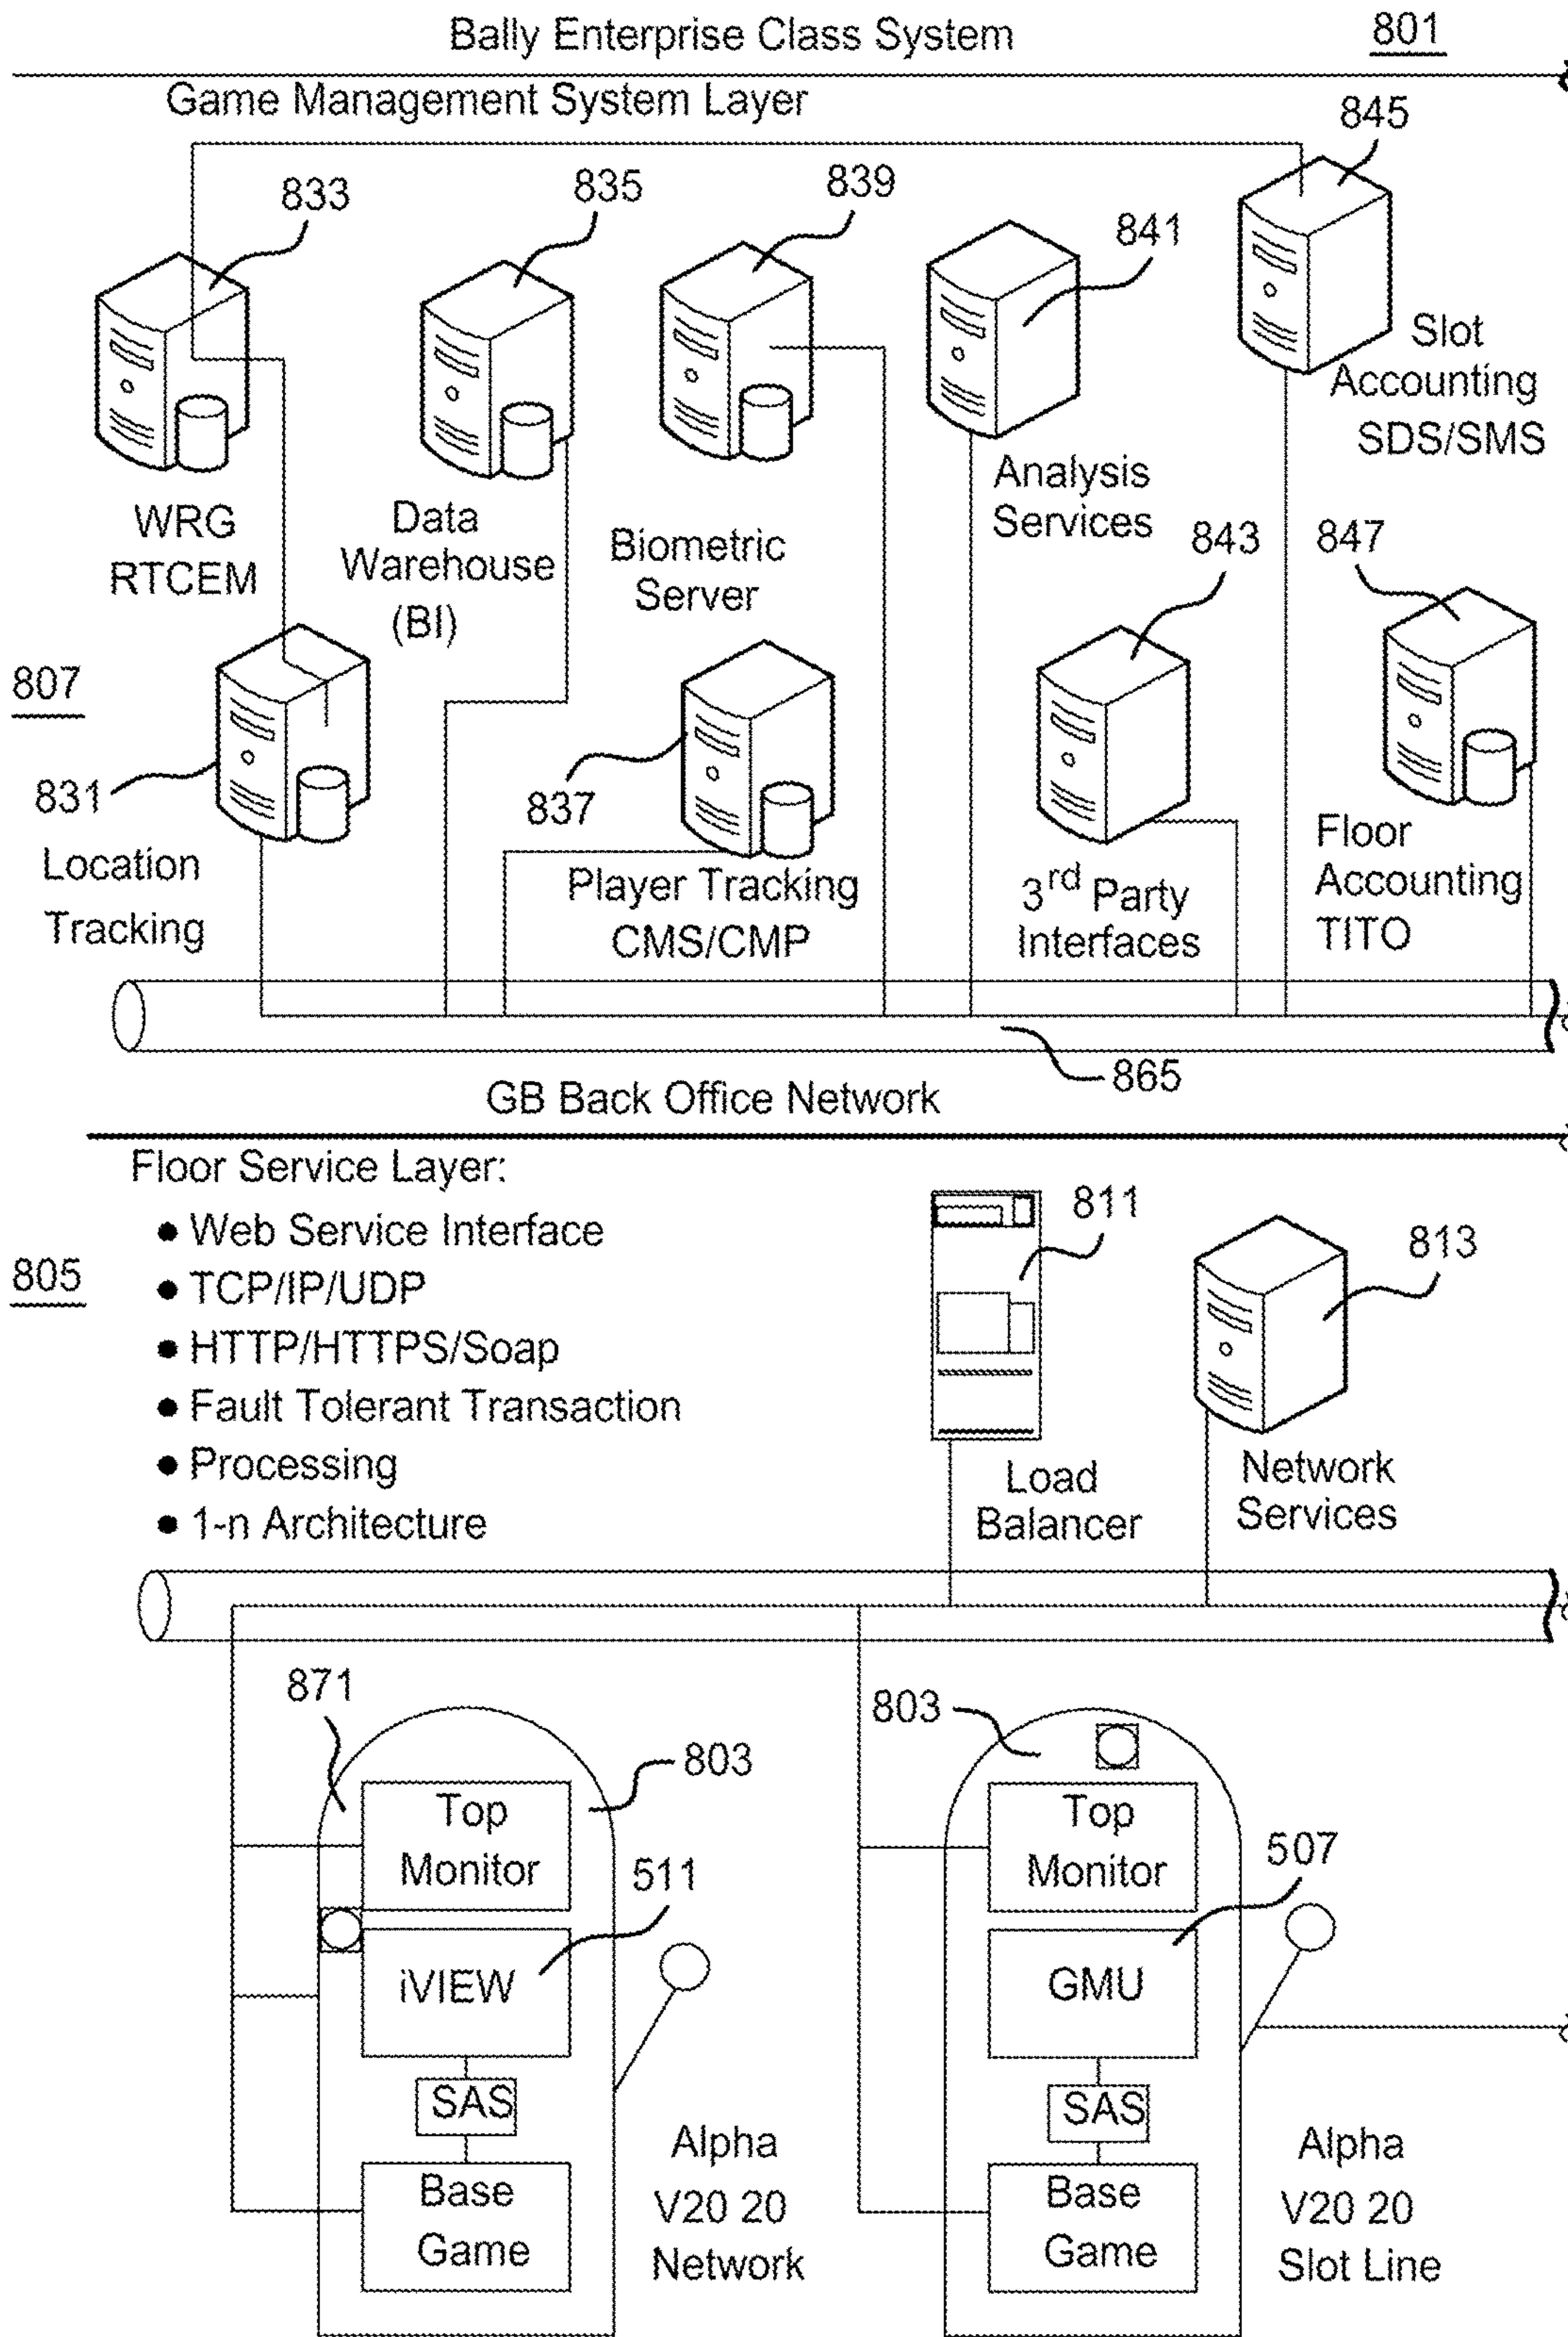 Bally Enterprise Class System
801
Game Management System Layer
845
833
835
839
841
Slot
Accounting
SDS/SMS
WRG
RTCEM
Data
Warehouse
(BI)
Biometric
Server
Analysis
Services
843
847
807
831
Location
Tracking
837
Player Tracking
CMS/CMP
3rd Party
Interfaces
Floor
Accounting
TITO
865
GB Back Office Network
Floor Service Layer:
● Web Service Interface
● TCP/IP/UDP
● HTTP/HTTPS/Soap
● Fault Tolerant Transaction
● Processing
● 1-n Architecture
805
811
813
Load
Balancer
Network
Services
871
803
Top
Monitor
511
iVIEW
SAS
Base
Game
Alpha
V20 20
Network
803
Top
Monitor
507
GMU
SAS
Base
Game
Alpha
V20 20
Slot Line